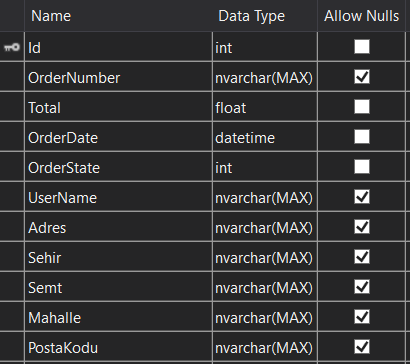 Name Data Type Allow Nulls
Id int
OrderNumber nvarchar(MAX)
Total float
OrderDate datetime
OrderState int
UserName nvarchar(MAX)
Adres nvarchar(MAX)
Sehir nvarchar(MAX)
Semt nvarchar(MAX)
Mahalle nvarchar(MAX)
PostaKodu nvarchar(MAX)